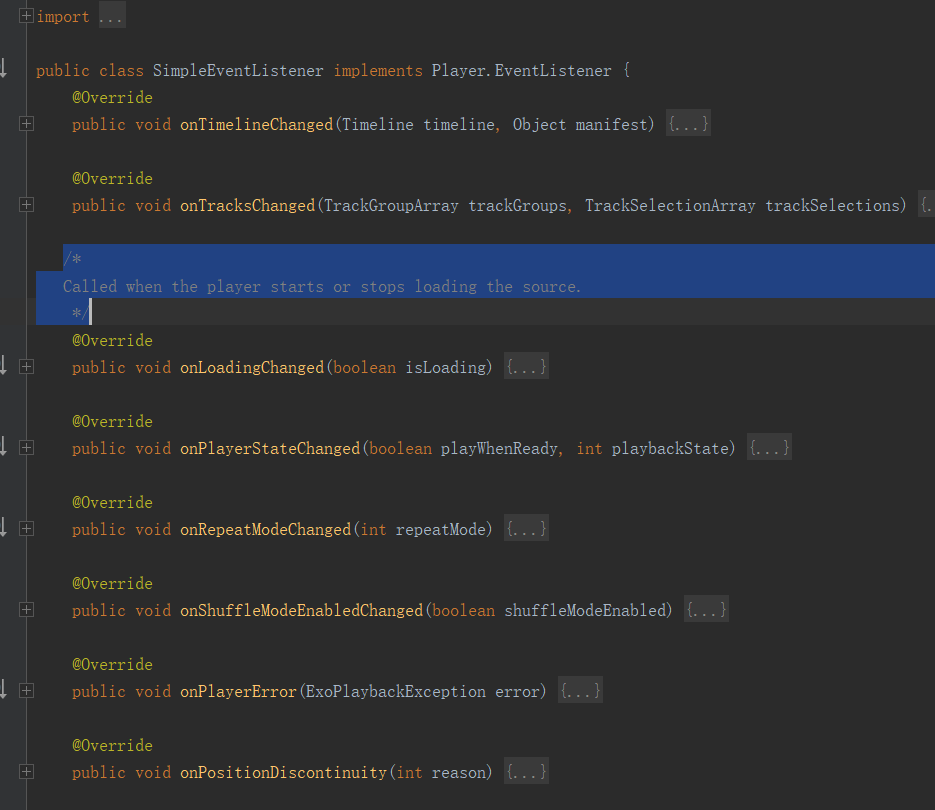 import ...
public class SimpleEventListener implements Player.EventListener {
@Override
public void onTimelineChanged(Timeline timeline, Object manifest) {...}
@Override
public void onTracksChanged(TrackGroupArray trackGroups, TrackSelectionArray trackSelections) {.
/*
Called when the player starts or stops loading the source.
*/
@Override
public void onLoadingChanged(boolean isLoading) {...}
@Override
public void onPlayerStateChanged(boolean playWhenReady, int playbackState) {...}
@Override
public void onRepeatModeChanged(int repeatMode) {...}
@Override
public void onShuffleModeEnabledChanged(boolean shuffleModeEnabled) {...}
@Override
public void onPlayerError(ExoPlaybackException error) {...}
@Override
public void onPositionDiscontinuity(int reason) {...}